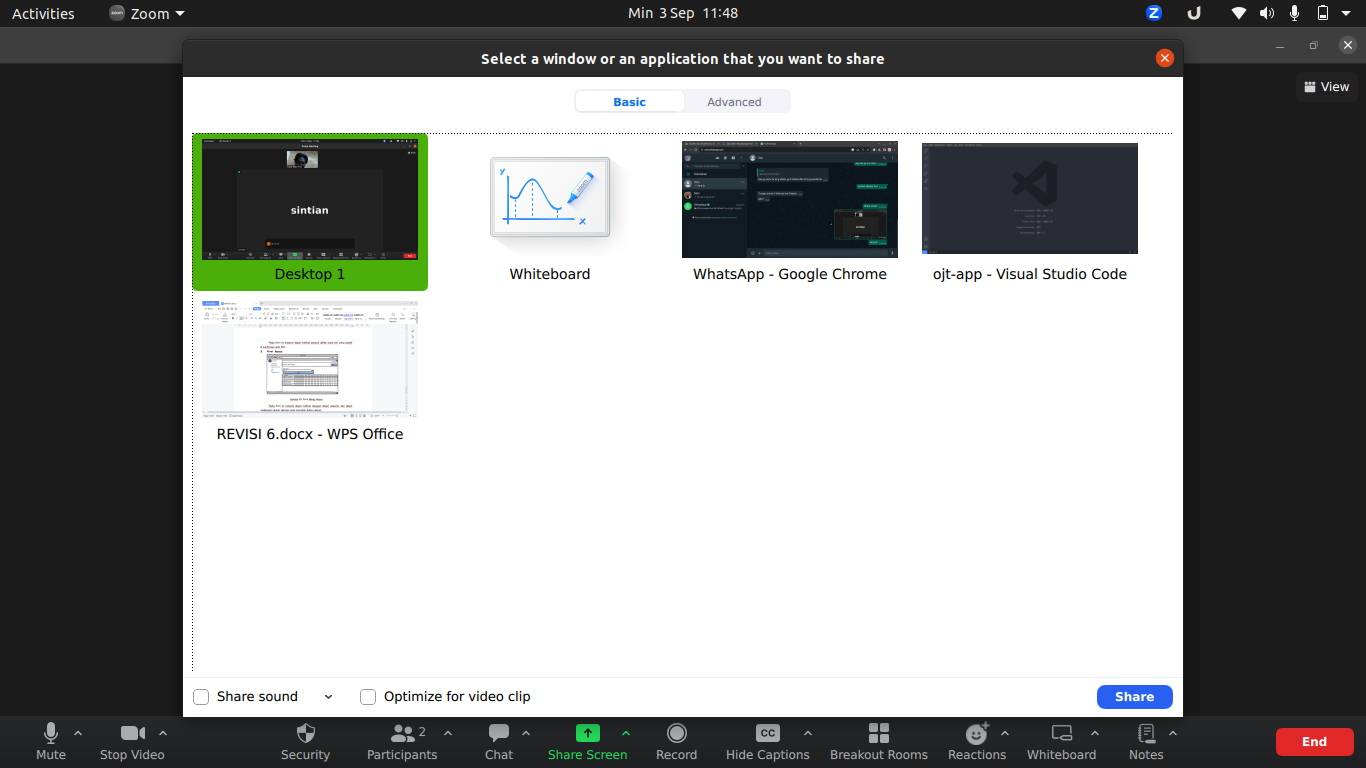 Activities
Zoom
Min 3 Sep 11:48
Select a window or an application that you want to share
View
Basic
Advanced
sintian
Desktop 1
Whiteboard
WhatsApp - Google Chrome
ojt-app - Visual Studio Code
REVISI 6.docx - WPS Office
Share sound
Optimize for video clip
Share
Mute
Stop Video
Security
Participants
2
Chat
Share Screen
Record
CC
Hide Captions
Breakout Rooms
Reactions
Whiteboard
Notes
End